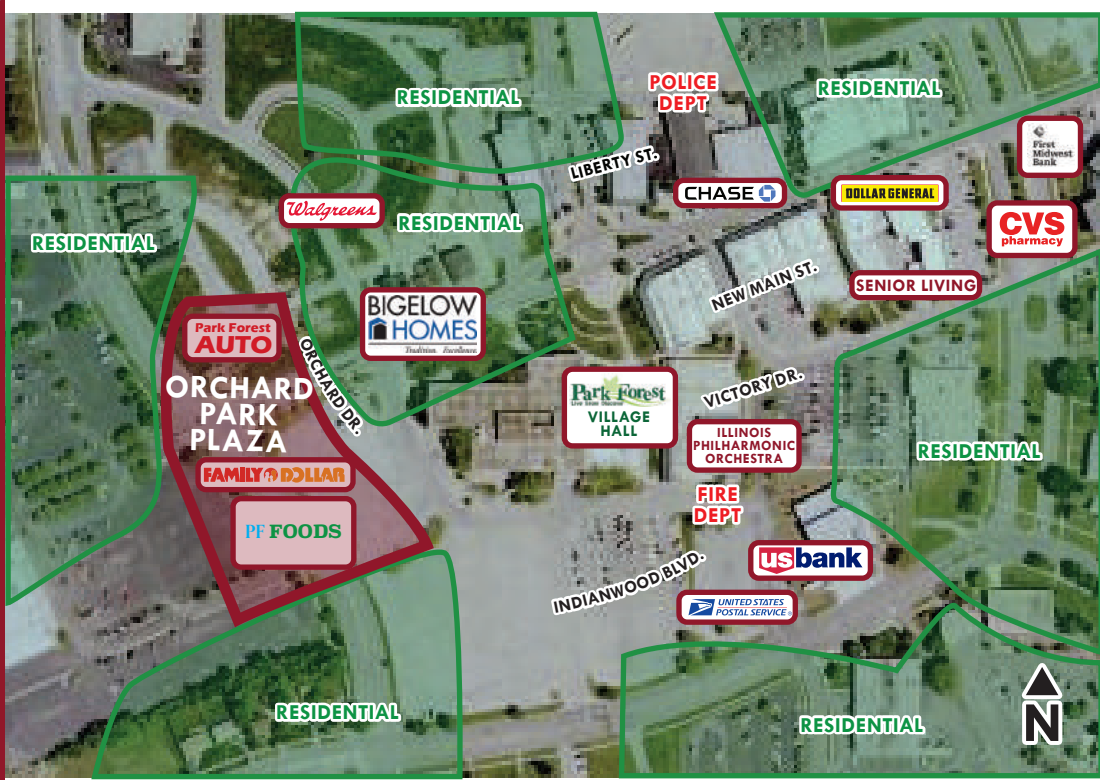 RESIDENTIAL
POLICE
DEPT
RESIDENTIAL
First
Midwest
Bank
LIBERTY ST.
CHASE
DOLLAR GENERAL
Walgreens
RESIDENTIAL
CVS
pharmacy
RESIDENTIAL
NEW MAIN ST.
SENIOR LIVING
BIGELOW
HOMES
Tradition. Excellence.
Park Forest
AUTO
ORCHARD DR.
ORCHARD
PARK
PLAZA
Park Forest
VILLAGE
HALL
VICTORY DR.
ILLINOIS
PHILHARMONIC
ORCHESTRA
RESIDENTIAL
FAMILY DOLLAR
FIRE
DEPT
PF FOODS
usbank
INDIANWOOD BLVD.
UNITED STATES
POSTAL SERVICE®
RESIDENTIAL
RESIDENTIAL
N